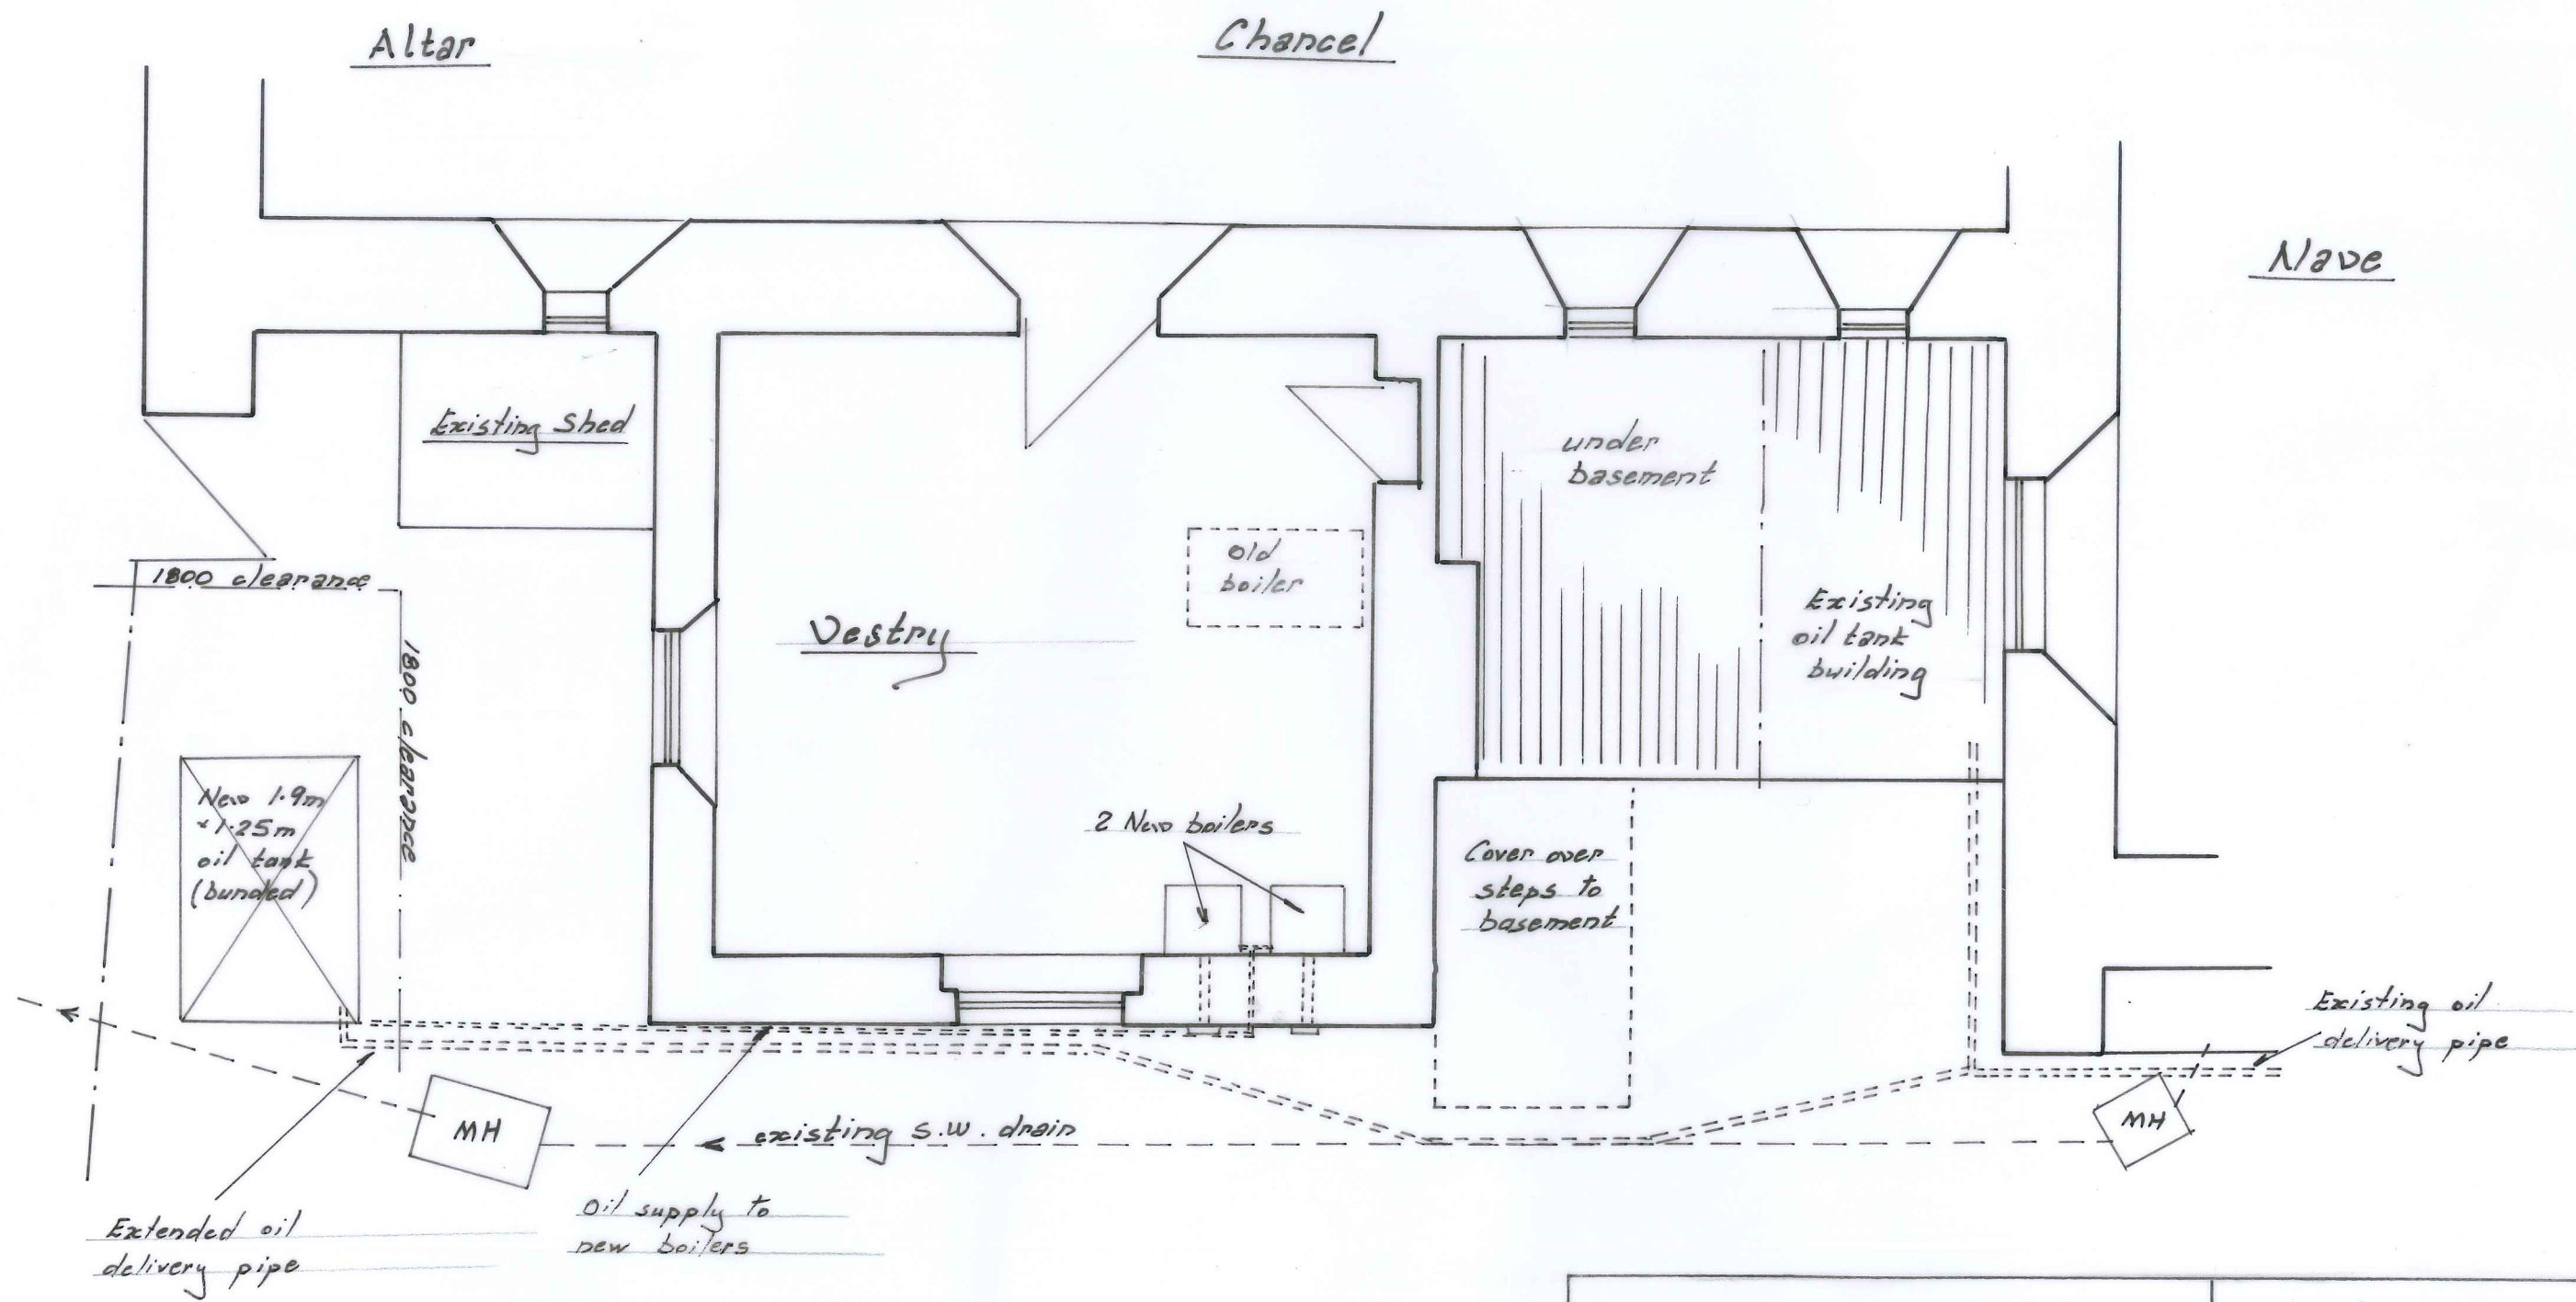 Altar
Chancel
Nave
Existing Shed
under
basement
Old
boiler
1800 clearance
Existing
oil tank
building
Vestry
1800 clearance
New 1.9m
x1.25m
oil tank
(bunded)
2 New boilers
Cover over
steps to
basement
Existing oil
delivery pipe
MH
existing s.w. drain
MH
Oil supply to
new boilers
Extended oil
delivery pipe